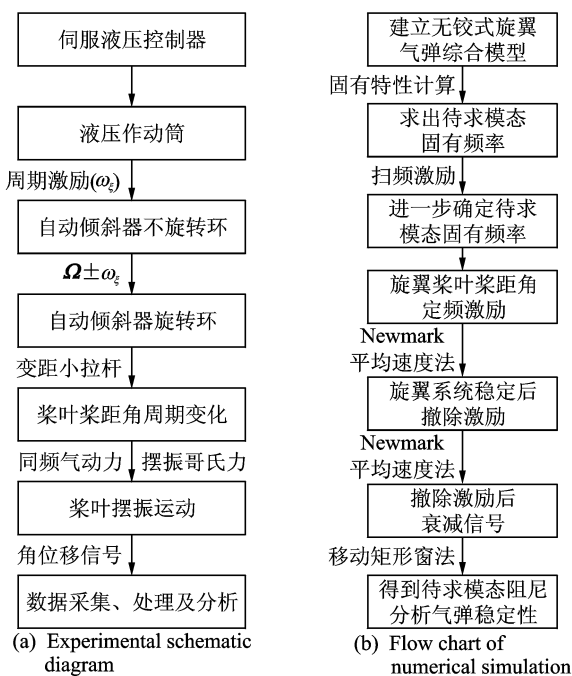 伺服液压控制器
液压作动筒
周期激励(ωξ)
自动倾斜器不旋转环
Ω±ωξ
自动倾斜器旋转环
变距小拉杆
桨叶桨距角周期变化
同频气动力 摆振哥氏力
桨叶摆振运动
角位移信号
数据采集、处理及分析
(a) Experimental schematic
diagram
建立无铰式旋翼
气弹综合模型
固有特性计算
求出待求模态
固有频率
扫频激励
进一步确定待求
模态固有频率
旋翼桨叶桨距角
定频激励
Newmark
平均速度法
旋翼系统稳定后
撤除激励
Newmark
平均速度法
撤除激励后
衰减信号
移动矩形窗法
得到待求模态阻尼
分析气弹稳定性
(b) Flow chart of
numerical simulation